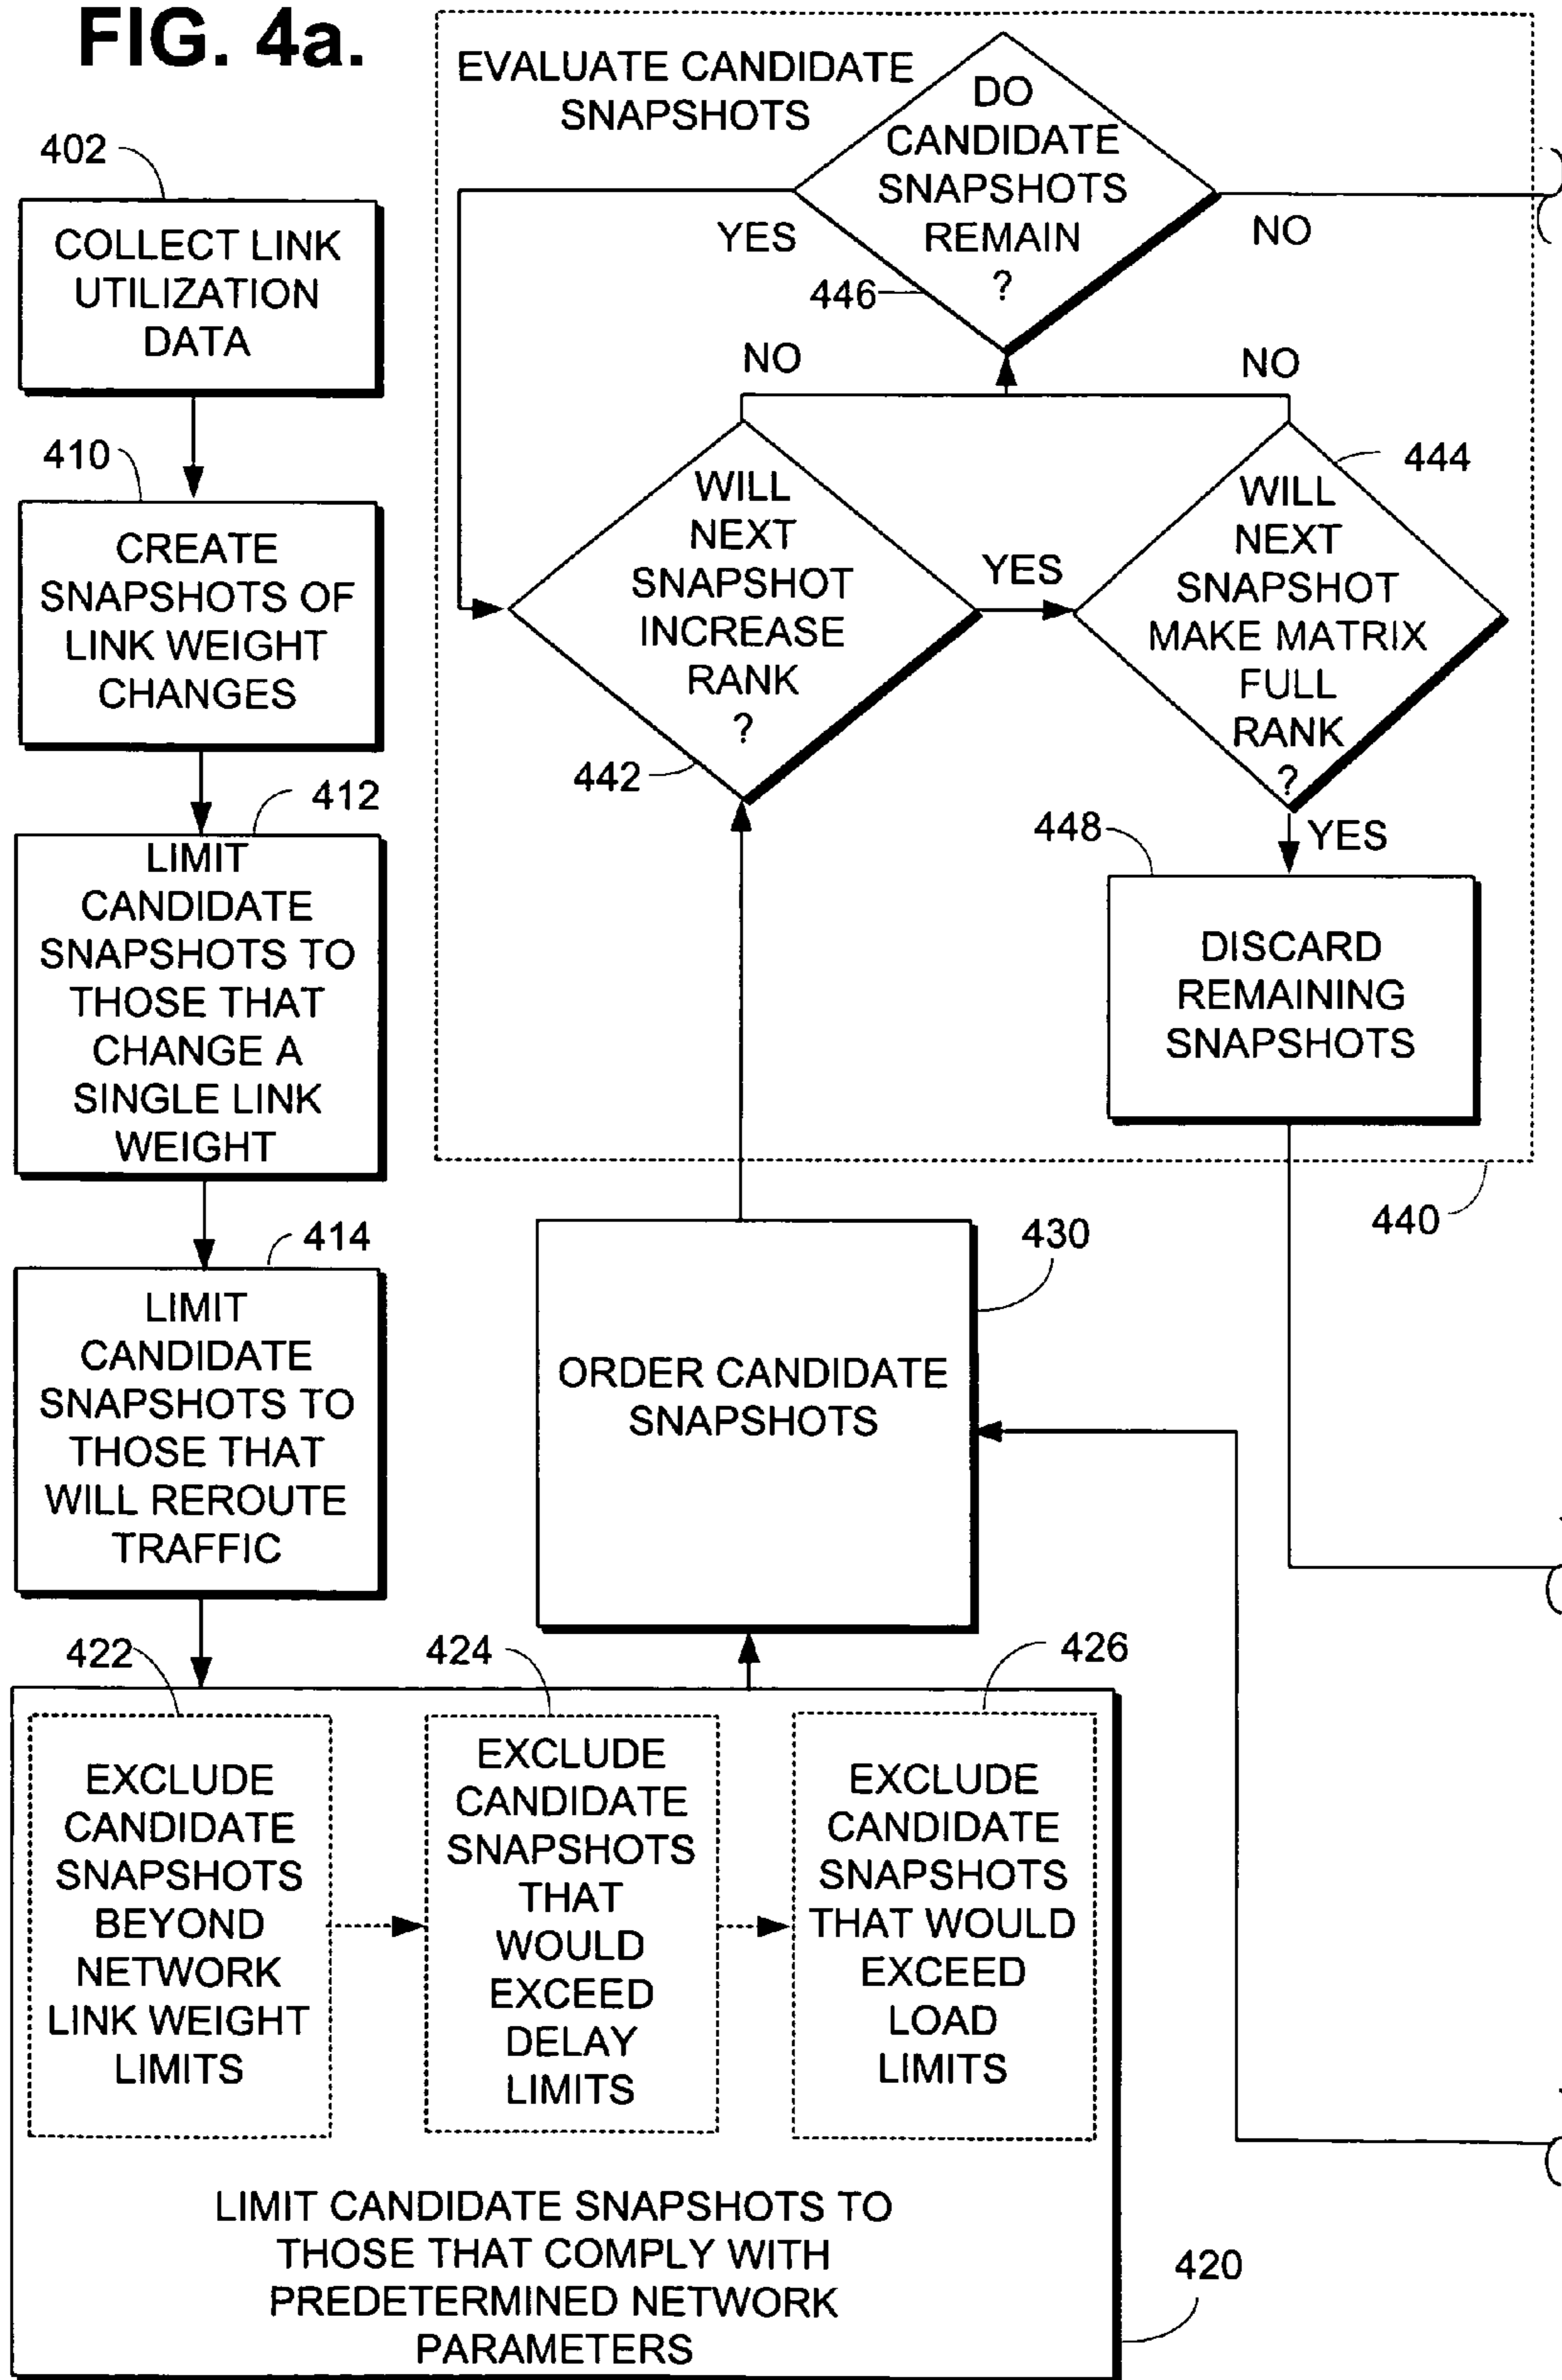 FIG. 4a.
402
COLLECT LINK
UTILIZATION
DATA
410
CREATE
SNAPSHOTS OF
LINK WEIGHT
CHANGES
412
LIMIT
CANDIDATE
SNAPSHOTS TO
THOSE THAT
CHANGE A
SINGLE LINK
WEIGHT
414
LIMIT
CANDIDATE
SNAPSHOTS TO
THOSE THAT
WILL REROUTE
TRAFFIC
422
EXCLUDE
CANDIDATE
SNAPSHOTS
BEYOND
NETWORK
LINK WEIGHT
LIMITS
424
EXCLUDE
CANDIDATE
SNAPSHOTS
THAT
WOULD
EXCEED
DELAY
LIMITS
426
EXCLUDE
CANDIDATE
SNAPSHOTS
THAT WOULD
EXCEED
LOAD
LIMITS
LIMIT CANDIDATE SNAPSHOTS TO
THOSE THAT COMPLY WITH
PREDETERMINED NETWORK
PARAMETERS
420
430
ORDER CANDIDATE
SNAPSHOTS
EVALUATE CANDIDATE
SNAPSHOTS
440
442
WILL
NEXT
SNAPSHOT
INCREASE
RANK
?
NO
YES
444
WILL
NEXT
SNAPSHOT
MAKE MATRIX
FULL
RANK
?
NO
YES
446
DO
CANDIDATE
SNAPSHOTS
REMAIN
?
YES
NO
448
DISCARD
REMAINING
SNAPSHOTS